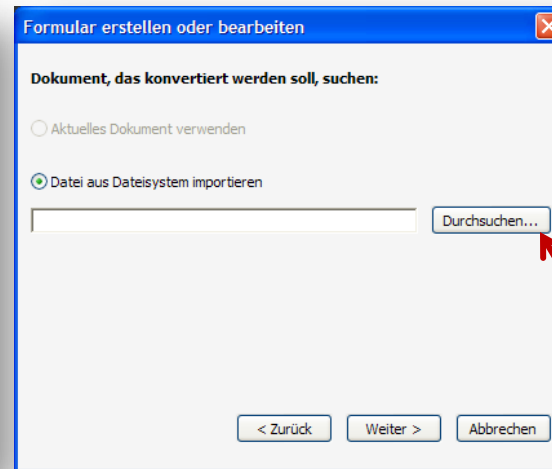 Formular erstellen oder bearbeiten
Dokument, das konvertiert werden soll, suchen:
Aktuelles Dokument verwenden
Datei aus Dateisystem importieren
Durchsuchen...
< Zurück Weiter > Abbrechen